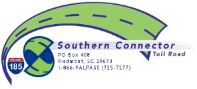 Southern Connector
Toll Road
PO Box 408
Piedmont, SC 29673
1-866-PALPASS (725-7277)
185